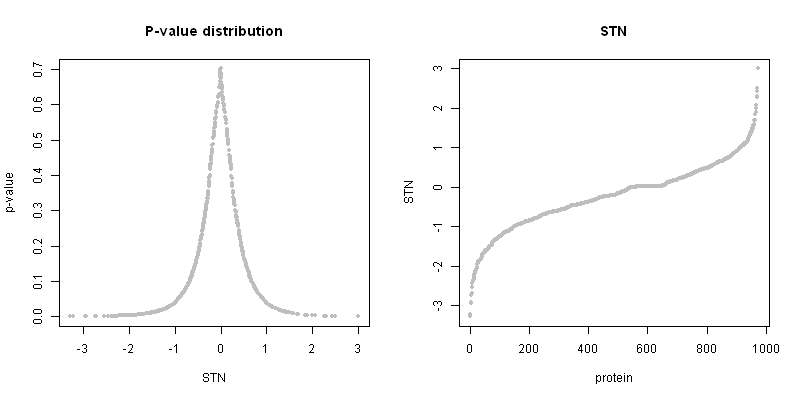 P-value distribution
p-value
0.7
0.6
0.5
0.4
0.3
0.2
0.1
0.0
-3 -2 -1 0 1 2 3
STN
STN
STN
3
2
1
0
-1
-2
-3
0 200 400 600 800 1000
protein